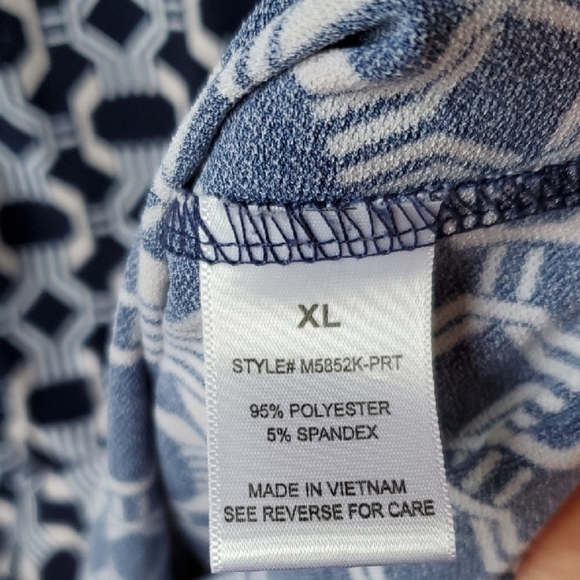 XL
STYLE# M5852K-PRT
95% POLYESTER
5% SPANDEX
MADE IN VIETNAM
SEE REVERSE FOR CARE